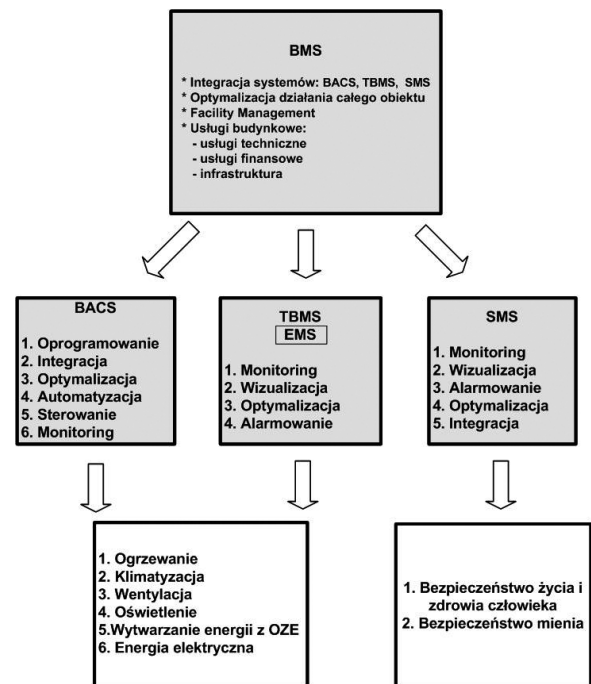 BMS
* Integracja systemów: BACS, TBMS, SMS
* Optymalizacja działania całego obiektu
* Facility Management
* Usługi budynkowe:
- usługi techniczne
- usługi finansowe
- infrastruktura
BACS
1. Oprogramowanie
2. Integracja
3. Optymalizacja
4. Automatyzacja
5. Sterowanie
6. Monitoring
TBMS
EMS
1. Monitoring
2. Wizualizacja
3. Optymalizacja
4. Alarmowanie
SMS
1. Monitoring
2. Wizualizacja
3. Alarmowanie
4. Optymalizacja
5. Integracja
1. Ogrzewanie
2. Klimatyzacja
3. Wentylacja
4. Oświetlenie
5.Wytwarzanie energii z OZE
6. Energia elektryczna
1. Bezpieczeństwo życia i
zdrowia człowieka
2. Bezpieczeństwo mienia